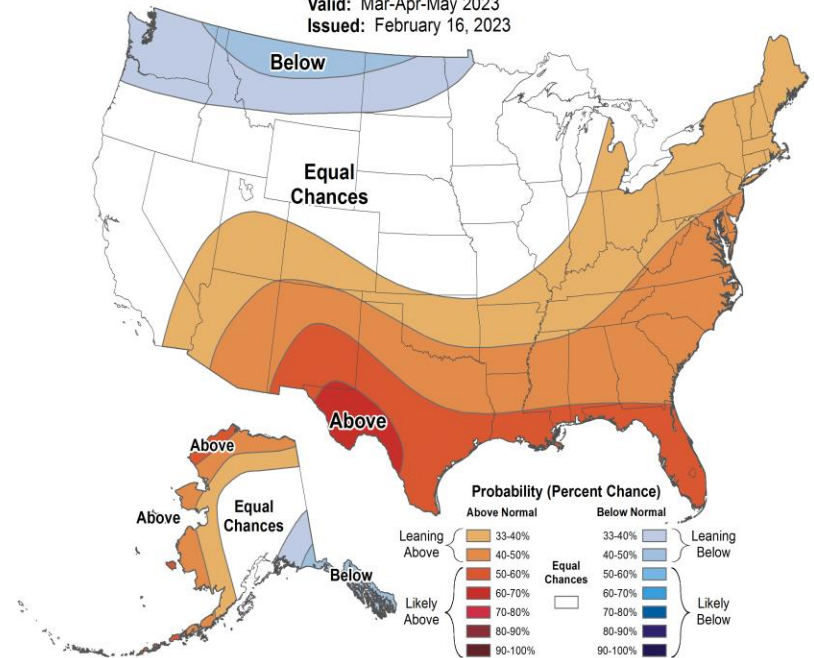 Valid: Mar-Apr-May 2023
Issued: February 16, 2023
Below
Equal
Chances
Above
Above
Above
Equal
Chances
Below
Probability (Percent Chance)
Above Normal
Below Normal
Leaning
Above
33-40%
40-50%
50-60%
60-70%
70-80%
80-90%
90-100%
Likely
Above
Equal
Chances
33-40%
40-50%
50-60%
60-70%
70-80%
80-90%
90-100%
Leaning
Below
Likely
Below